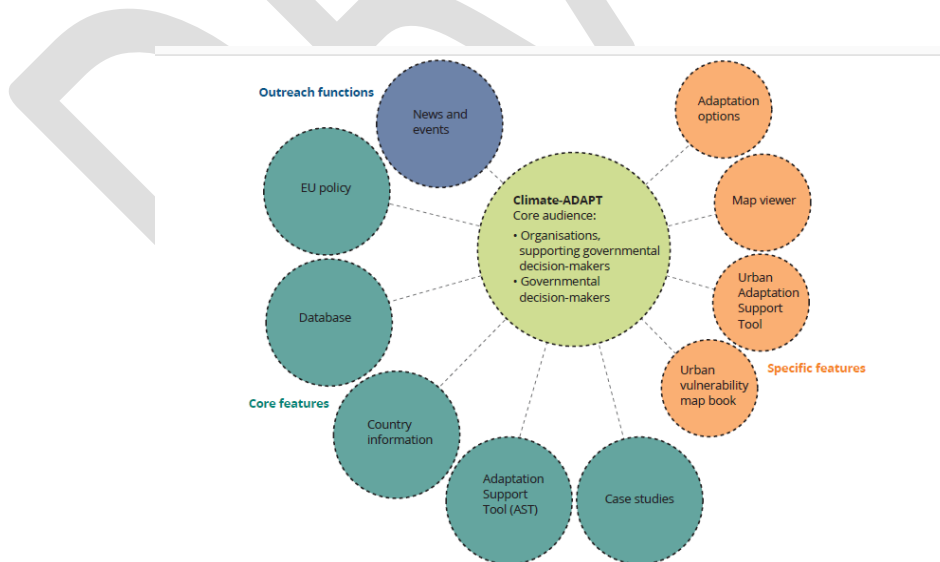 Outreach functions
News and
events
EU policy
Database
Core features
Country
information
Adaptation
Support
Tool (AST)
Case studies
Climate-ADAPT
Core audience:
• Organisations,
supporting governmental
decision-makers
• Governmental
decision-makers
Adaptation
options
Map viewer
Urban
Adaptation
Support
Tool
Urban
vulnerability
map book
Specific features